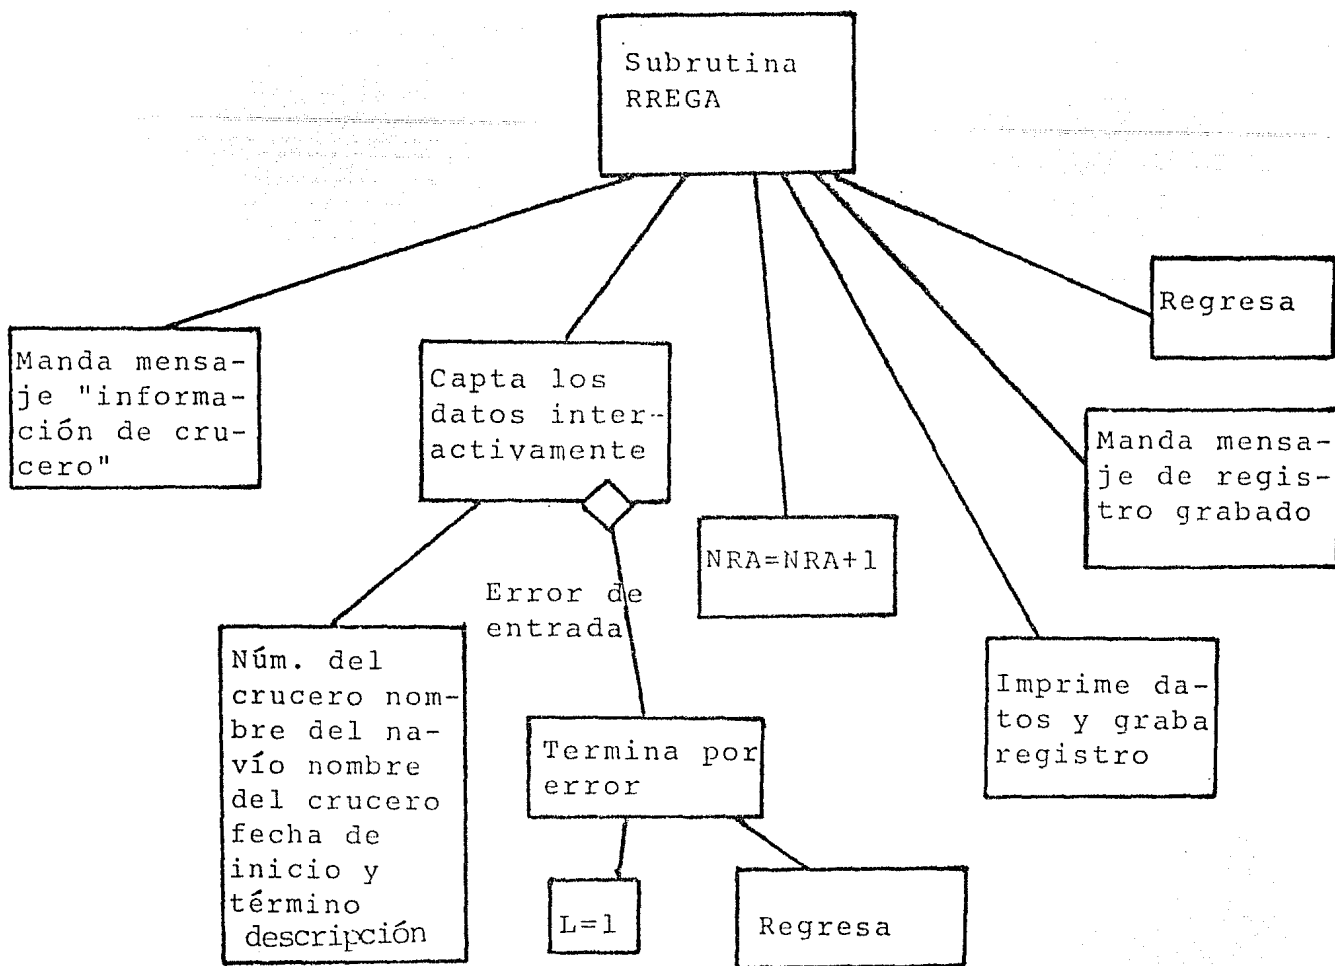 Subrutina
RREGA
Regresa
Manda mensa-
je "informa-
ción de cru-
cero"
Capta los
datos inter-
activamente
Manda mensa-
je de regis-
tro grabado
NRA=NRA+1
Error de
entrada
Núm. del
crucero nom-
bre del na-
vío nombre
del crucero
fecha de
inicio y
término
descripción
Imprime da-
tos y graba
registro
Termina por
error
L=1
Regresa